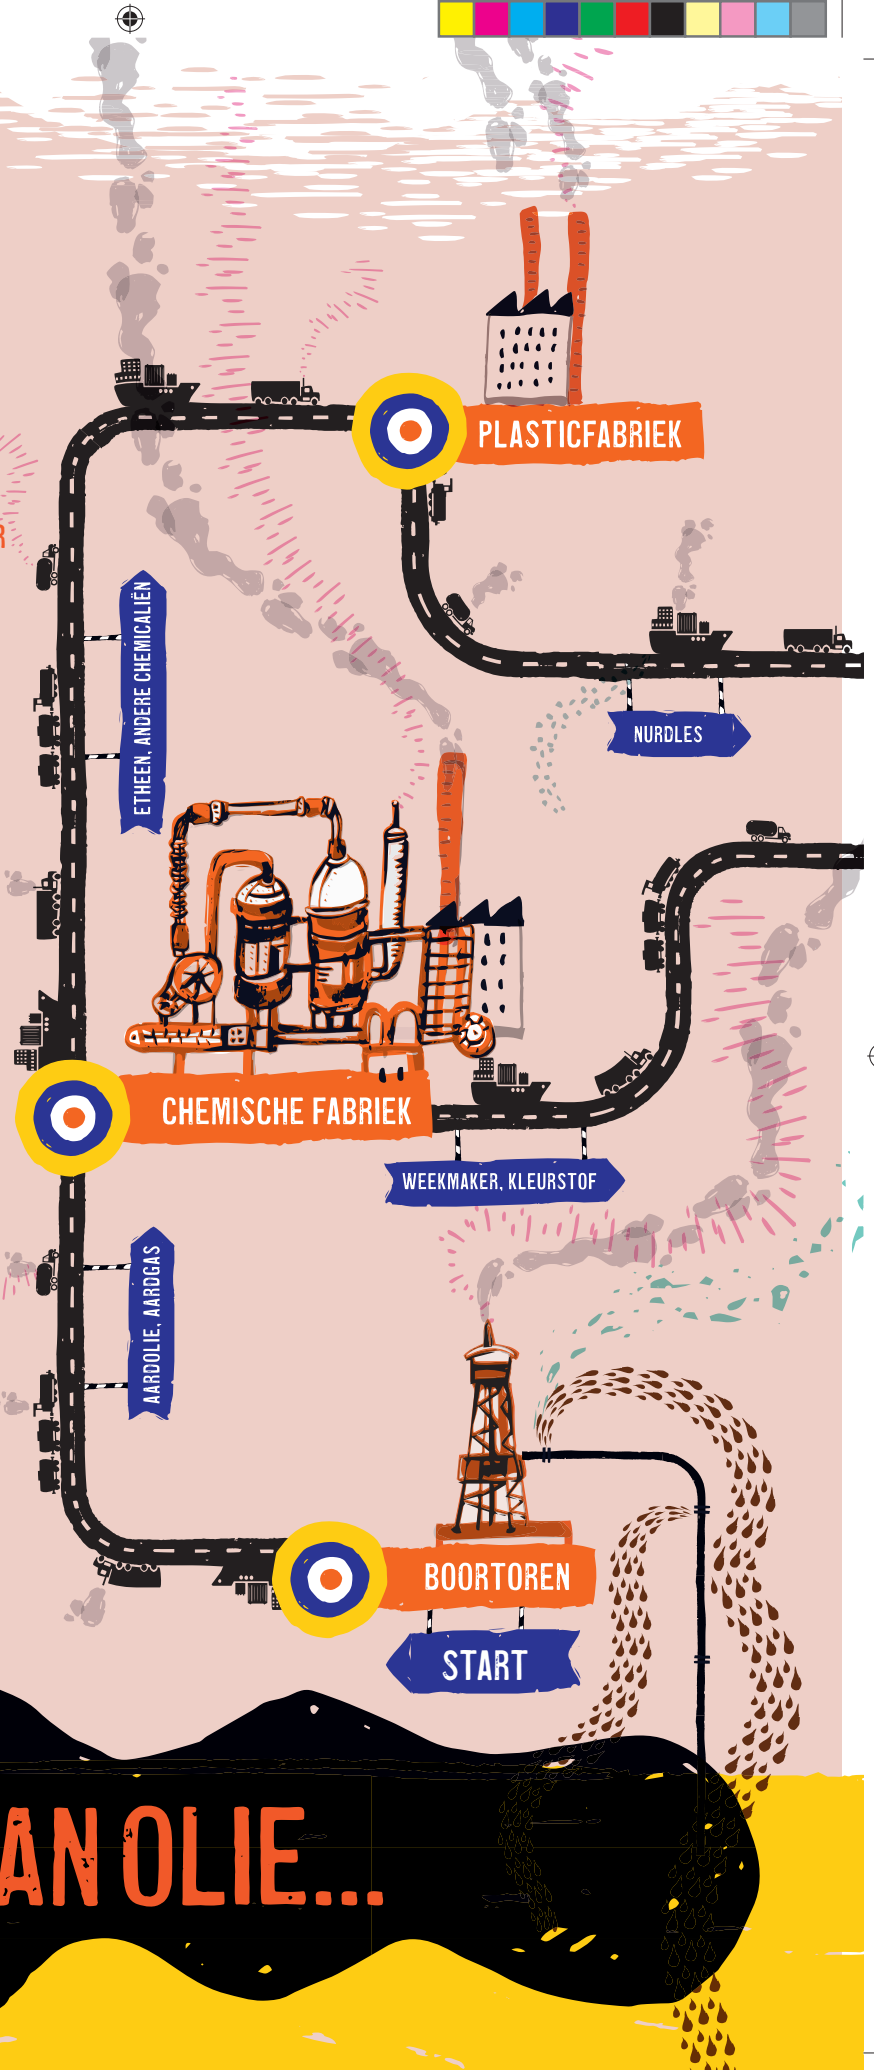 PLASTICFABRIEK
ETHEEN, ANDERE CHEMICALIËN
NURDLES
CHEMISCHE FABRIEK
WEEKMAKER, KLEURSTOF
AARDOLIE, AARDGAS
BOORTOREN
START
AN OLIE...